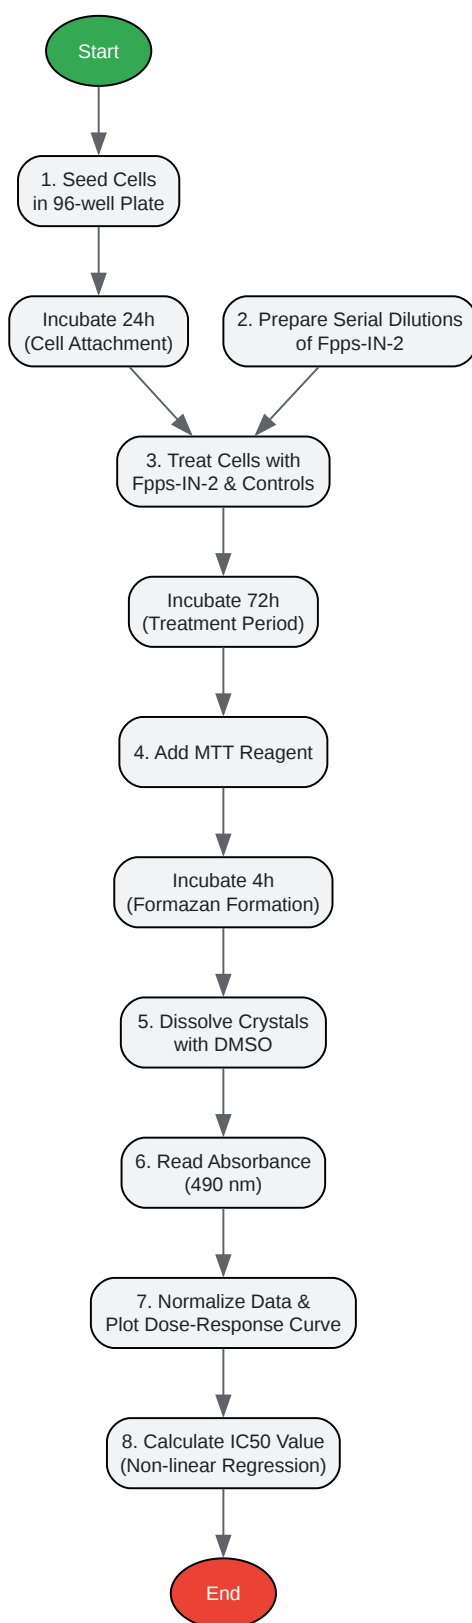 Start
1. Seed Cells
in 96-well Plate
Incubate 24h
(Cell Attachment)
2. Prepare Serial Dilutions
of Fpps-IN-2
3. Treat Cells with
Fpps-IN-2 & Controls
Incubate 72h
(Treatment Period)
4. Add MTT Reagent
Incubate 4h
(Formazan Formation)
5. Dissolve Crystals
with DMSO
6. Read Absorbance
(490 nm)
7. Normalize Data &
Plot Dose-Response Curve
8. Calculate IC50 Value
(Non-linear Regression)
End